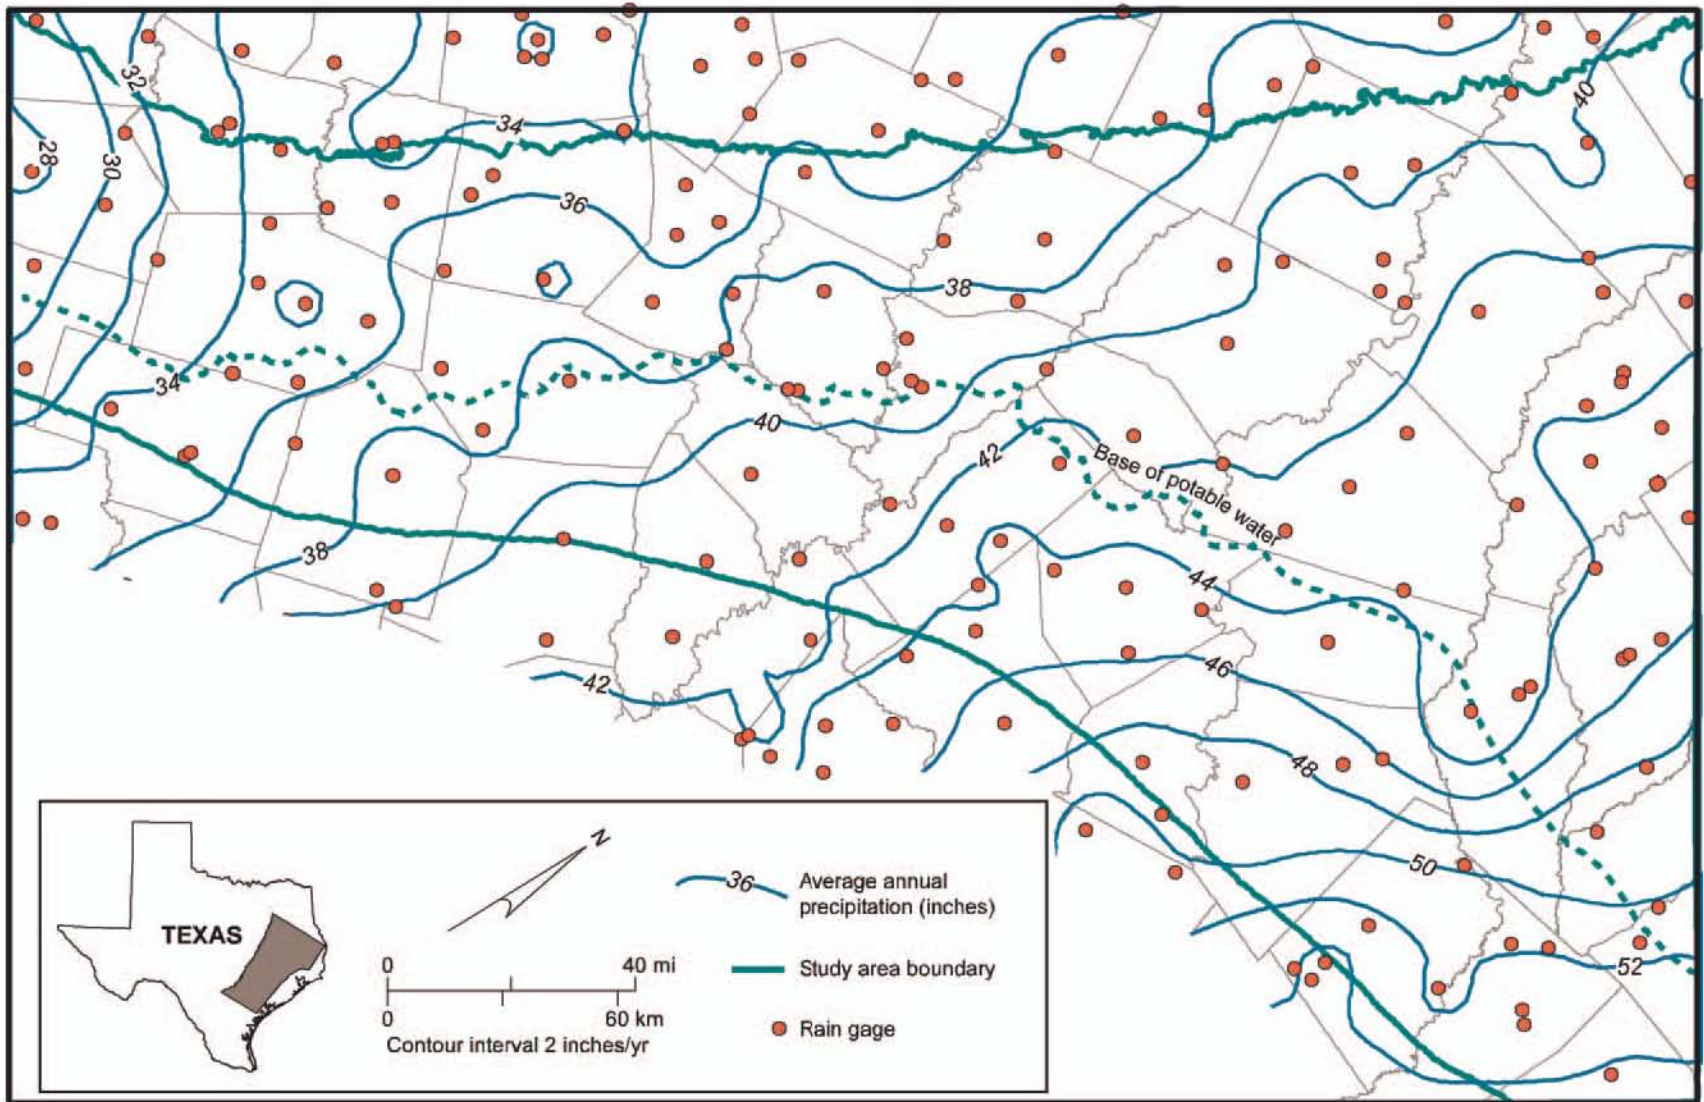 32
28
30
34
36
38
34
40
40
42
Base of potable water
38
44
42
46
48
50
52
TEXAS
N
0 40 mi
0 60 km
Contour interval 2 inches/yr
36
Average annual
precipitation (inches)
Study area boundary
Rain gage